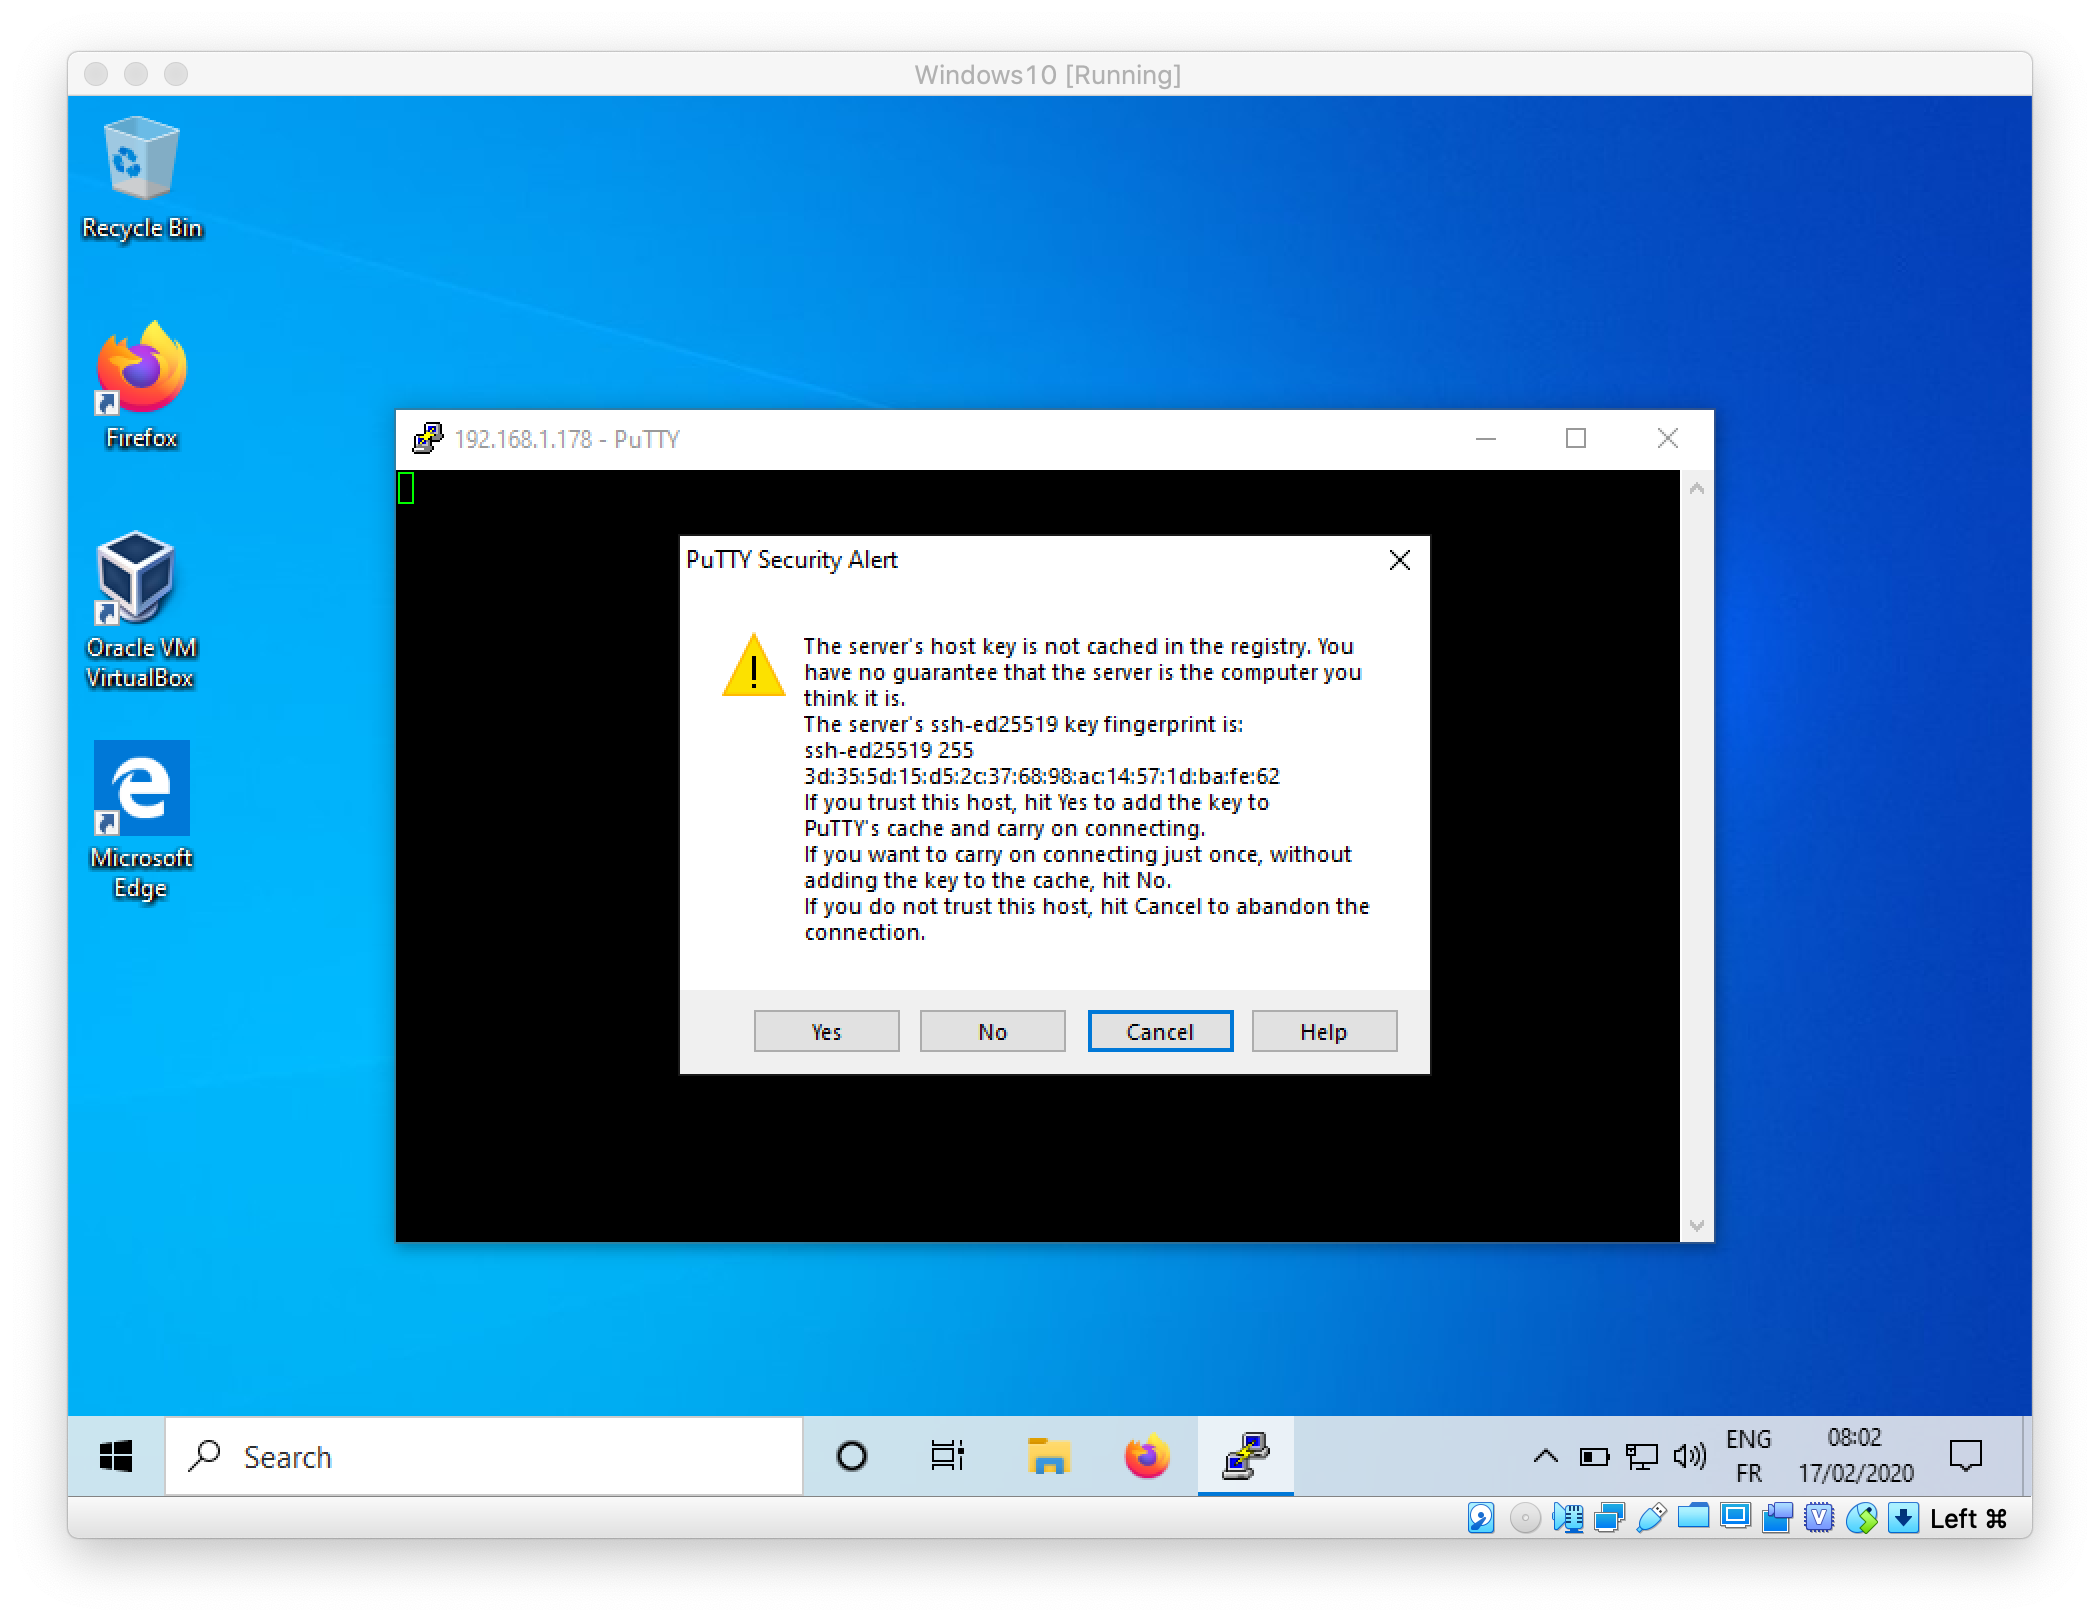 Windows10 [Running]
Recycle Bin
Firefox
Oracle VM
VirtualBox
Microsoft
Edge
192.168.1.178 - PuTTY
PuTTY Security Alert
The server's host key is not cached in the registry. You
have no guarantee that the server is the computer you
think it is.
The server's ssh-ed25519 key fingerprint is:
ssh-ed25519 255
3d:35:5d:15:d5:2c:37:68:98:ac:14:57:1d:ba:fe:62
If you trust this host, hit Yes to add the key to
PuTTY's cache and carry on connecting.
If you want to carry on connecting just once, without
adding the key to the cache, hit No.
If you do not trust this host, hit Cancel to abandon the
connection.
Yes
No
Cancel
Help
Search
ENG
FR
08:02
17/02/2020
Left ⌘